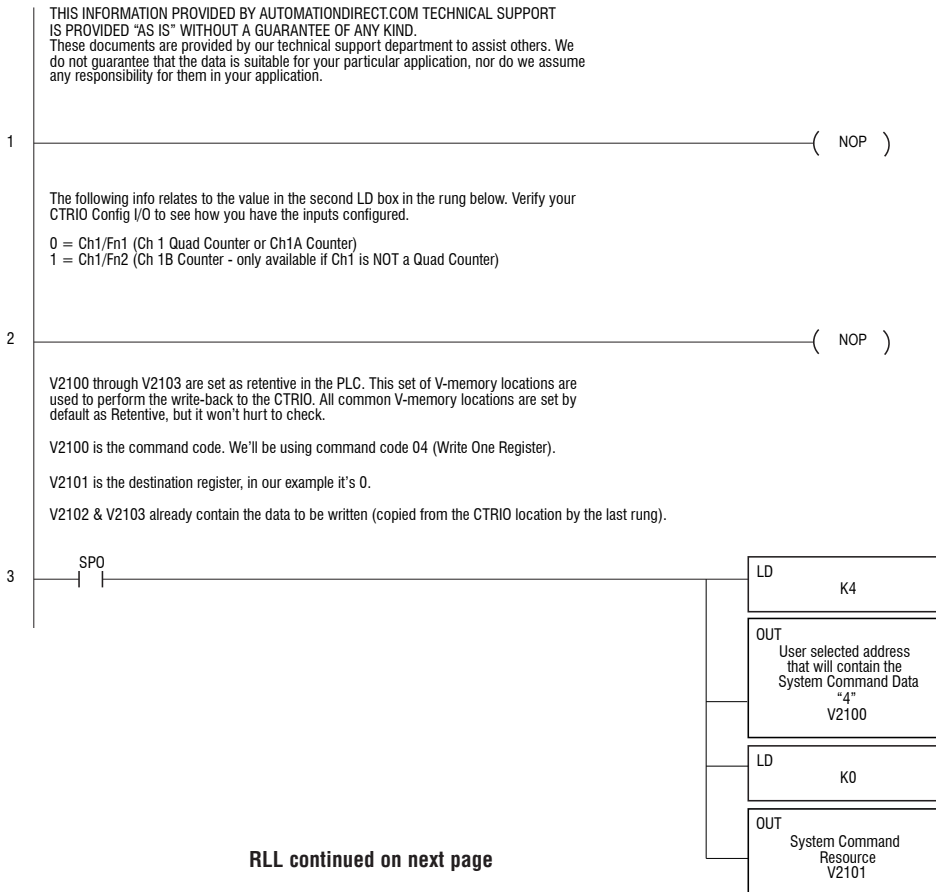 THIS INFORMATION PROVIDED BY AUTOMATIONDIRECT.COM TECHNICAL SUPPORT
IS PROVIDED “AS IS” WITHOUT A GUARANTEE OF ANY KIND.
These documents are provided by our technical support department to assist others. We
do not guarantee that the data is suitable for your particular application, nor do we assume
any responsibility for them in your application.
1
NOP
The following info relates to the value in the second LD box in the rung below. Verify your
CTRIO Config I/O to see how you have the inputs configured.
0 = Ch1/Fn1 (Ch 1 Quad Counter or Ch1A Counter)
1 = Ch1/Fn2 (Ch 1B Counter - only available if Ch1 is NOT a Quad Counter)
2
NOP
V2100 through V2103 are set as retentive in the PLC. This set of V-memory locations are
used to perform the write-back to the CTRIO. All common V-memory locations are set by
default as Retentive, but it won’t hurt to check.
V2100 is the command code. We’ll be using command code 04 (Write One Register).
V2101 is the destination register, in our example it’s 0.
V2102 & V2103 already contain the data to be written (copied from the CTRIO location by the last rung).
SP0
3
LD
K4
OUT
User selected address
that will contain the
System Command Data
“4”
V2100
LD
K0
OUT
System Command
Resource
V2101
RLL continued on next page